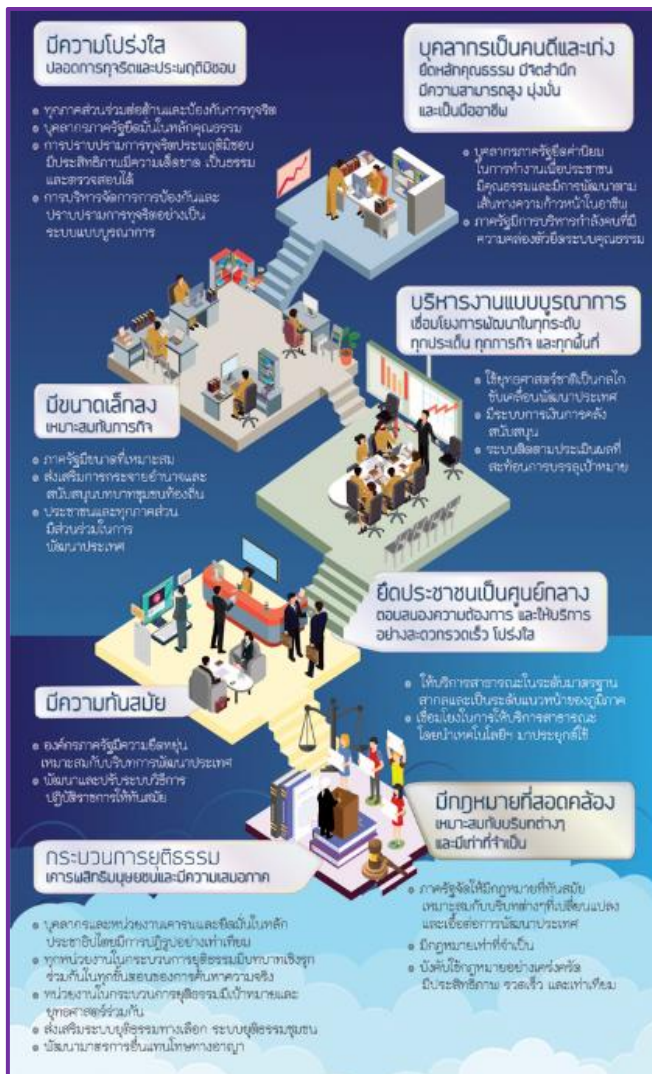 มีความโปร่งใส
ปลอดการทุจริตและประพฤติมิชอบ
● ทุกภาคส่วนร่วมต่อต้านและป้องกันการทุจริต
● บุคลากรภาครัฐยึดมั่นในหลักคุณธรรม
● การปราบปรามการทุจริตประพฤติมิชอบ
มีประสิทธิภาพมีความเด็ดขาด เป็นธรรม
และตรวจสอบได้
● การบริหารจัดการการป้องกันและ
ปราบปรามการทุจริตอย่างเป็น
ระบบแบบบูรณาการ
บุคลากรเป็นคนดีและเก่ง
ยึดหลักคุณธรรม มีจิตสำนึก
มีความสามารถสูง มุ่งมั่น
และเป็นมืออาชีพ
● บุคลากรภาครัฐยึดค่านิยม
ในการทำงานเพื่อประชาชน
มีคุณธรรมและมีการพัฒนาตาม
เส้นทางความก้าวหน้าในอาชีพ
● ภาครัฐมีการบริหารกำลังคนที่มี
ความคล่องตัวยึดระบบคุณธรรม
บริหารงานแบบบูรณาการ
เชื่อมโยงการพัฒนาในทุกระดับ
ทุกประเด็น ทุกภารกิจ และทุกพื้นที่
● ใช้ยุทธศาสตร์ชาติเป็นกลไก
ขับเคลื่อนพัฒนาประเทศ
● มีระบบการเงินการคลัง
สนับสนุน
● ระบบติดตามประเมินผลที่
สะท้อนการบรรลุเป้าหมาย
มีขนาดเล็กลง
เหมาะสมกับภารกิจ
● ภาครัฐมีขนาดที่เหมาะสม
● ส่งเสริมการกระจายอำนาจและ
สนับสนุนบทบาทชุมชนท้องถิ่น
● ประชาชนและทุกภาคส่วน
มีส่วนร่วมในการ
พัฒนาประเทศ
ยึดประชาชนเป็นศูนย์กลาง
ตอบสนองความต้องการ และให้บริการ
อย่างสะดวกรวดเร็ว โปร่งใส
● ให้บริการสาธารณะในระดับมาตรฐาน
สากลและเป็นระดับแนวหน้าของภูมิภาค
● เชื่อมโยงในการให้บริการสาธารณะ
โดยนำเทคโนโลยีฯ มาประยุกต์ใช้
มีความทันสมัย
● องค์กรภาครัฐมีความยืดหยุ่น
เหมาะสมกับบริบทการพัฒนาประเทศ
● พัฒนาและปรับระบบวิธีการ
ปฏิบัติราชการให้ทันสมัย
มีกฎหมายที่สอดคล้อง
เหมาะสมกับบริบทต่างๆ
และมีเท่าที่จำเป็น
● ภาครัฐจัดให้มีกฎหมายที่ทันสมัย
เหมาะสมกับบริบทต่างๆที่เปลี่ยนแปลง
และเอื้อต่อการพัฒนาประเทศ
● มีกฎหมายเท่าที่จำเป็น
● บังคับใช้กฎหมายอย่างเคร่งครัด
มีประสิทธิภาพ รวดเร็ว และเท่าเทียม
กระบวนการยุติธรรม
เคารพสิทธิมนุษยชนและมีความเสมอภาค
● บุคลากรและหน่วยงานเคารพและยึดมั่นในหลัก
ประชาธิปไตยมีการปฏิรูปอย่างเท่าเทียม
● ทุกหน่วยงานในกระบวนการยุติธรรมมีบทบาทเชิงรุก
ร่วมกันในทุกขั้นตอนของการค้นหาความจริง
● หน่วยงานในกระบวนการยุติธรรมมีเป้าหมายและ
ยุทธศาสตร์ร่วมกัน
● ส่งเสริมระบบยุติธรรมทางเลือก ระบบยุติธรรมชุมชน
● พัฒนามาตรการอื่นแทนโทษทางอาญา